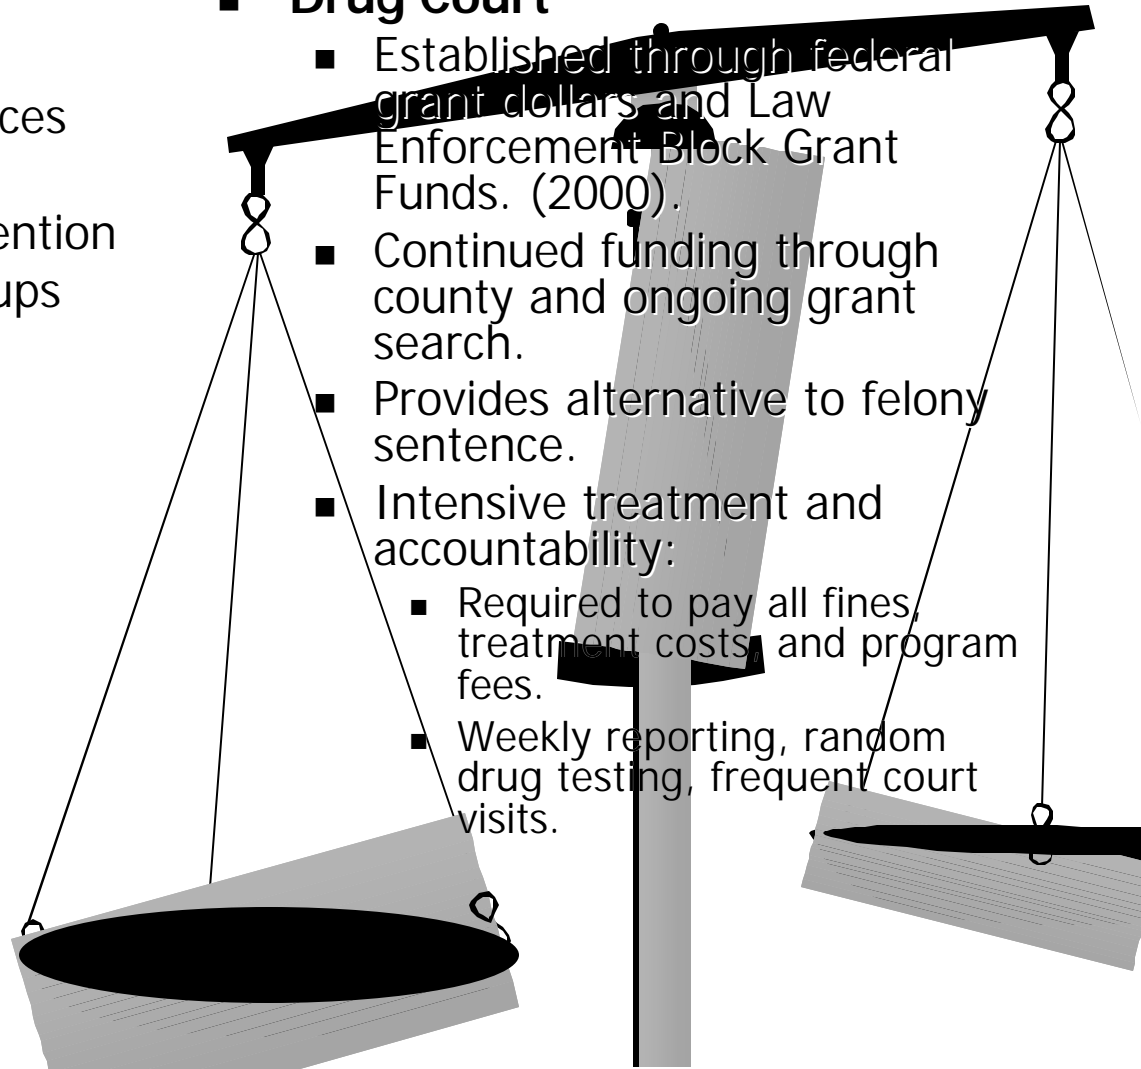 Drug Court
Established through federal
grant dollars and Law
Enforcement Block Grant
Funds. (2000).
Continued funding through
county and ongoing grant
search.
Provides alternative to felony
sentence.
Intensive treatment and
accountability:
Required to pay all fines,
treatment costs, and program
fees.
Weekly reporting, random
drug testing, frequent court
visits.
ces
ention
ups